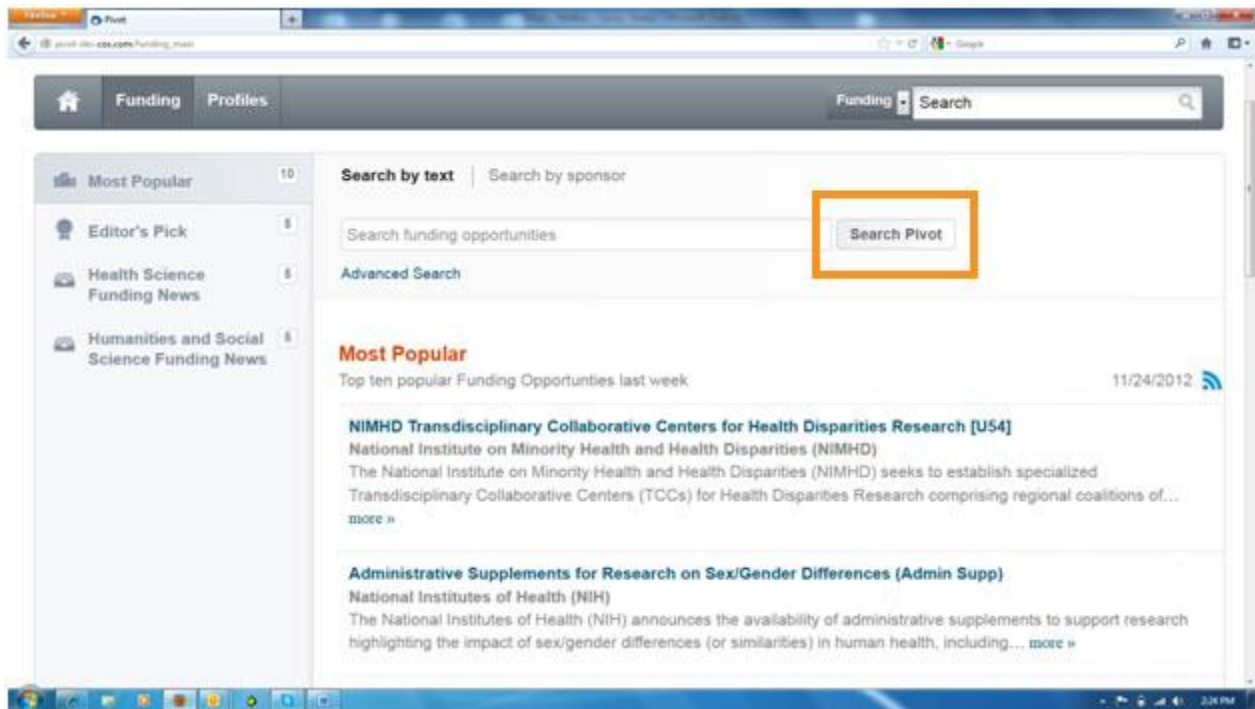 Pivot
cos.com/funding_main
Google
Funding Profiles
Funding Search
Most Popular 10
Editor's Pick
Health Science
Funding News
Humanities and Social
Science Funding News
Search by text | Search by sponsor
Search funding opportunities Search Pivot
Advanced Search
Most Popular
Top ten popular Funding Opportunties last week 11/24/2012
NIMHD Transdisciplinary Collaborative Centers for Health Disparities Research [U54]
National Institute on Minority Health and Health Disparities (NIMHD)
The National Institute on Minority Health and Health Disparities (NIMHD) seeks to establish specialized
Transdisciplinary Collaborative Centers (TCCs) for Health Disparities Research comprising regional coalitions of...
more »
Administrative Supplements for Research on Sex/Gender Differences (Admin Supp)
National Institutes of Health (NIH)
The National Institutes of Health (NIH) announces the availability of administrative supplements to support research
highlighting the impact of sex/gender differences (or similarities) in human health, including... more »